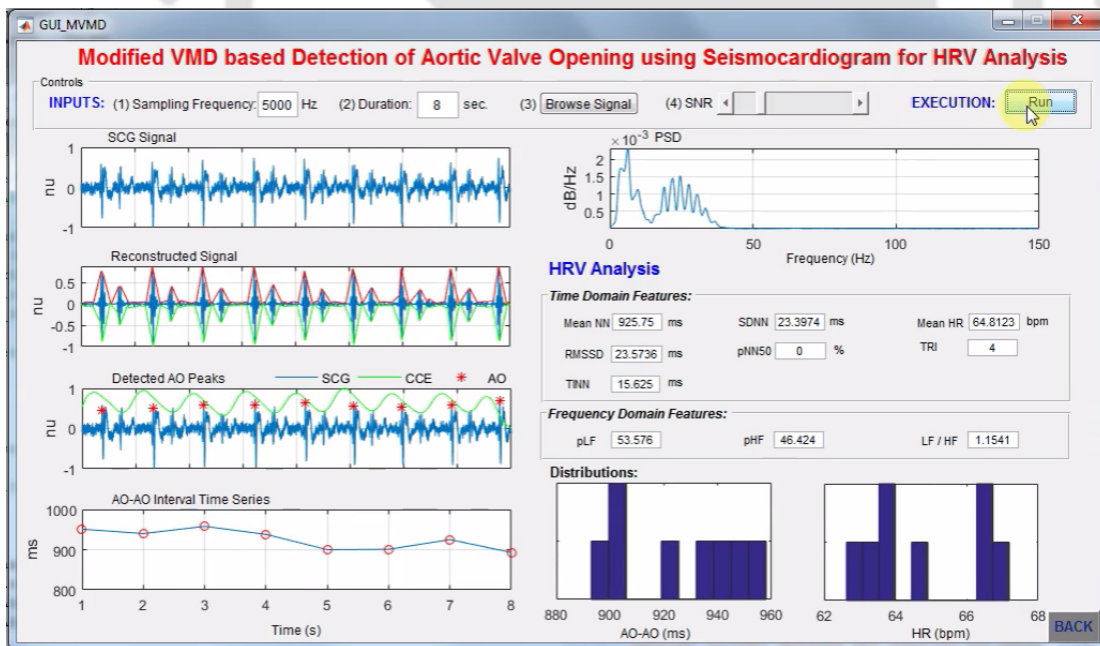 GUI_MVMD
Modified VMD based Detection of Aortic Valve Opening using Seismocardiogram for HRV Analysis
Controls
INPUTS: (1) Sampling Frequency: 5000 Hz (2) Duration: 8 sec. (3) Browse Signal (4) SNR EXECUTION: Run
SCG Signal
1
0
-1
nu
Reconstructed Signal
0.5
0
-0.5
-1
nu
Detected AO Peaks SCG CCE AO
1
0
-1
nu
AO-AO Interval Time Series
1000
900
800
ms
1 2 3 4 5 6 7 8
Time (s)
×10-3 PSD
2
1.5
1
0.5
dB/Hz
0 50 100 150
Frequency (Hz)
HRV Analysis
Time Domain Features:
Mean NN 925.75 ms SDNN 23.3974 ms Mean HR 64.8123 bpm
RMSSD 23.5736 ms pNN50 0 % TRI 4
TINN 15.625 ms
Frequency Domain Features:
pLF 53.576 pHF 46.424 LF / HF 1.1541
Distributions:
880 900 920 940 960
AO-AO (ms)
62 64 66 68
HR (bpm)
BACK